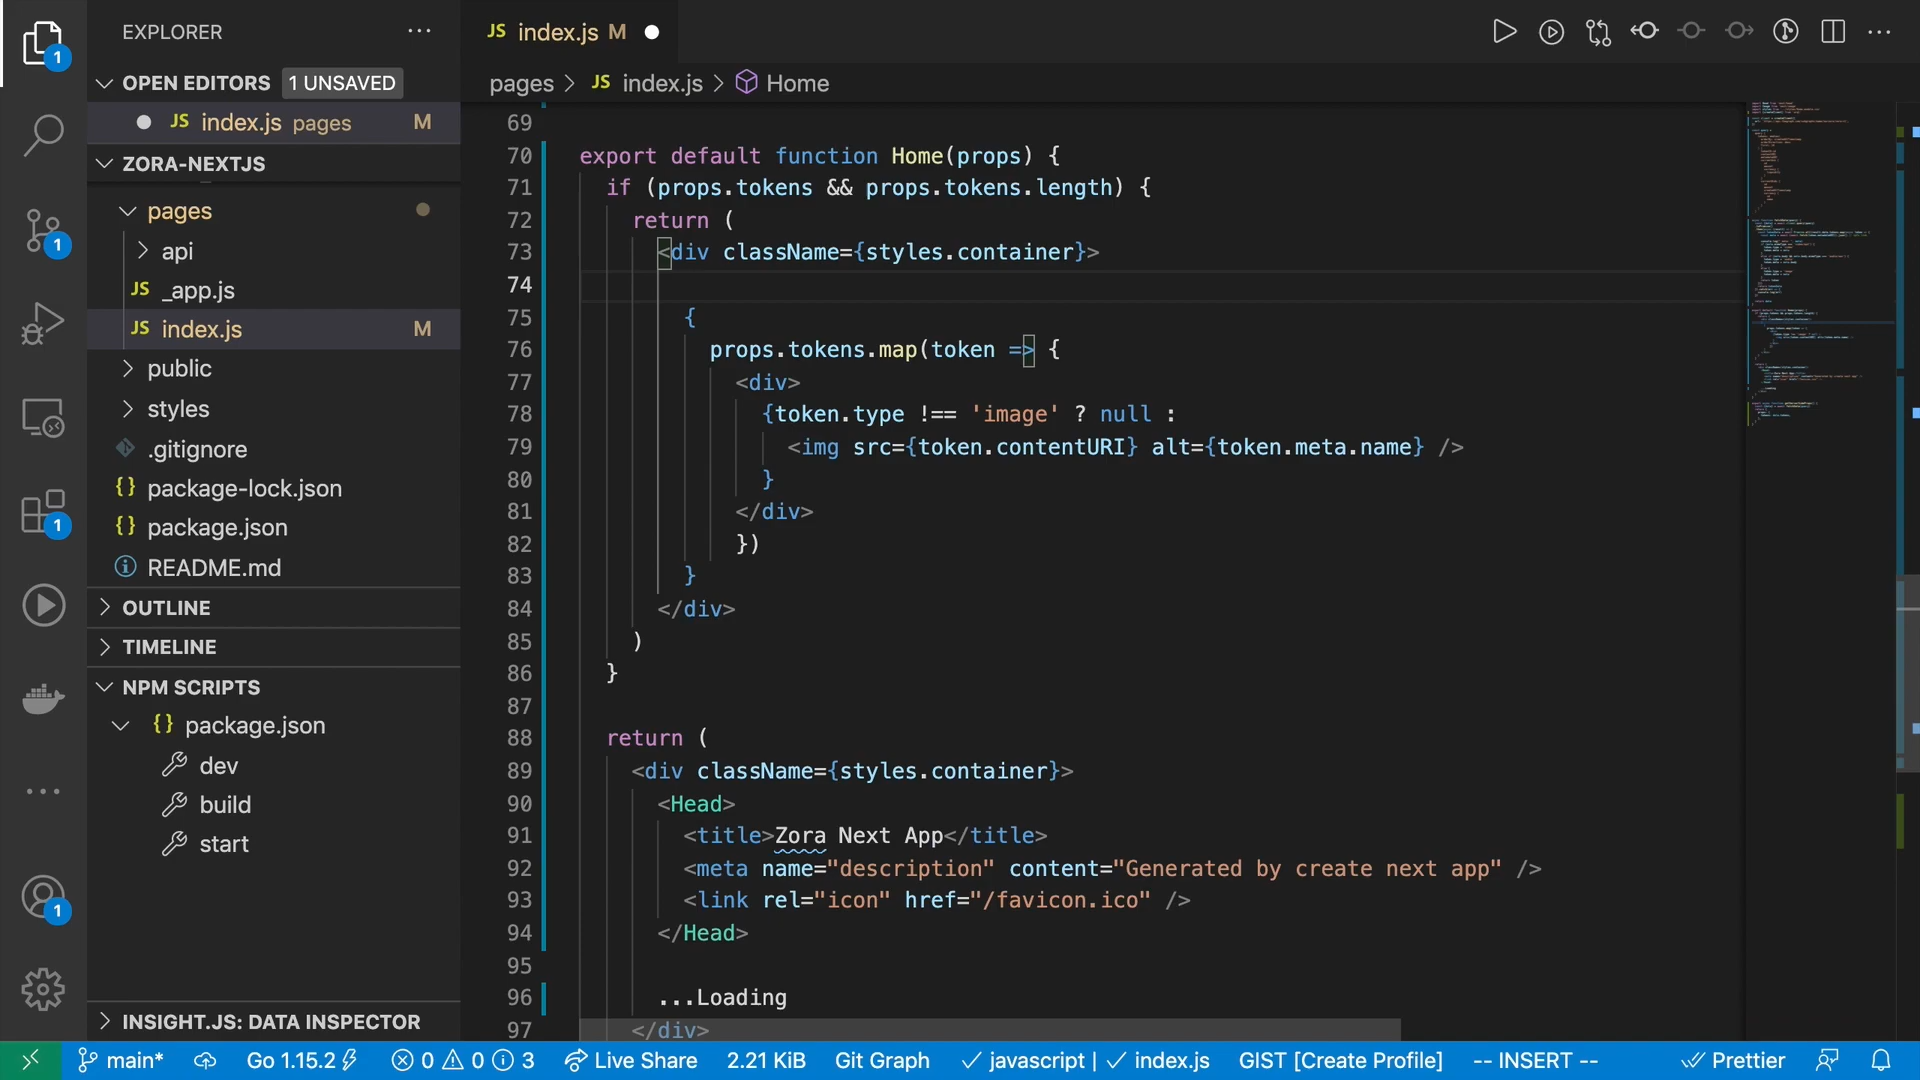 EXPLORER
OPEN EDITORS 1 UNSAVED
JS index.js pages M
ZORA-NEXTJS
pages
api
JS _app.js
JS index.js M
public
styles
.gitignore
{} package-lock.json
{} package.json
README.md
OUTLINE
TIMELINE
NPM SCRIPTS
{} package.json
dev
build
start
INSIGHT.JS: DATA INSPECTOR
1
1
1
1
JS index.js M
pages > JS index.js > Home
69
70 export default function Home(props) {
71 if (props.tokens && props.tokens.length) {
72 return (
73 <div className={styles.container}>
74
75 {
76 props.tokens.map(token => {
77 <div>
78 {token.type !== 'image' ? null :
79 <img src={token.contentURI} alt={token.meta.name} />
80 }
81 </div>
82 })
83 }
84 </div>
85 )
86 }
87
88 return (
89 <div className={styles.container}>
90 <Head>
91 <title>Zora Next App</title>
92 <meta name="description" content="Generated by create next app" />
93 <link rel="icon" href="/favicon.ico" />
94 </Head>
95
96 ...Loading
97 </div>
main* Go 1.15.2 0 0 3 Live Share 2.21 KiB Git Graph javascript | index.js GIST [Create Profile] -- INSERT -- Prettier